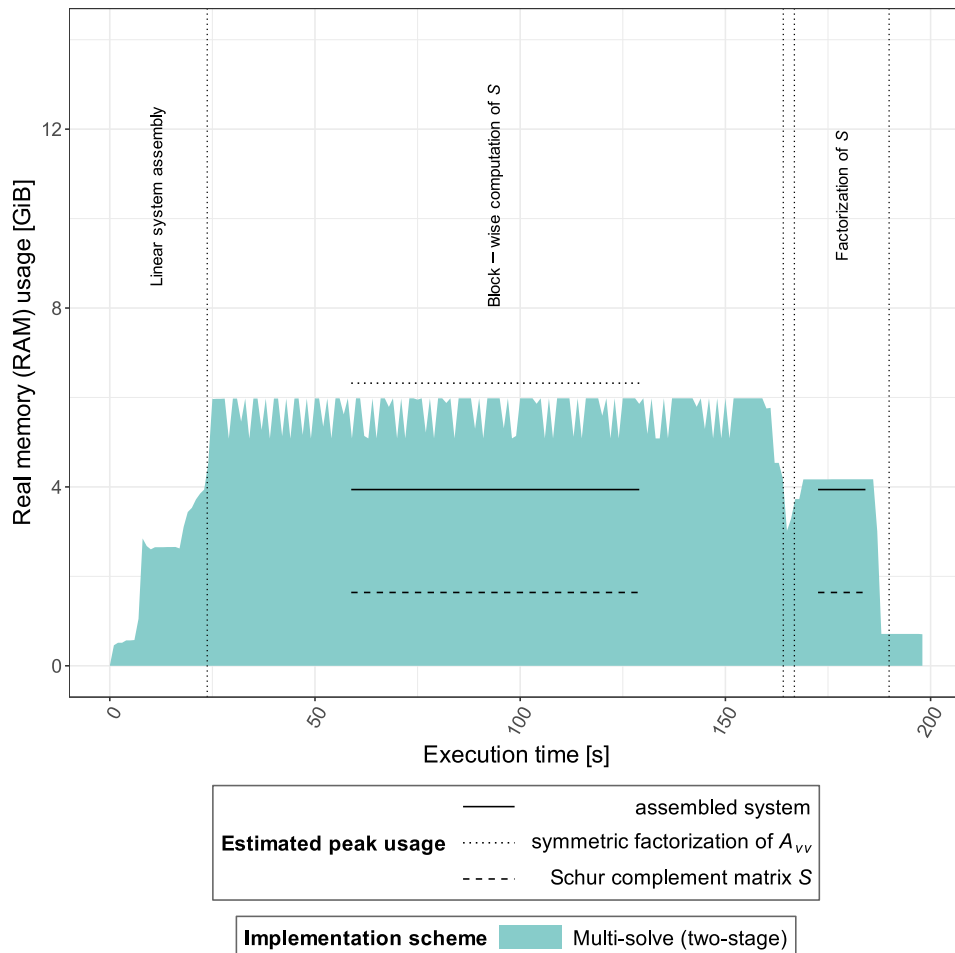 Real memory (RAM) usage [GiB]
12
8
4
0
Linear system assembly
Block – wise computation of S
Factorization of S
0
50
100
150
200
Execution time [s]
Estimated peak usage
assembled system
symmetric factorization of Avv
Schur complement matrix S
Implementation scheme Multi-solve (two-stage)